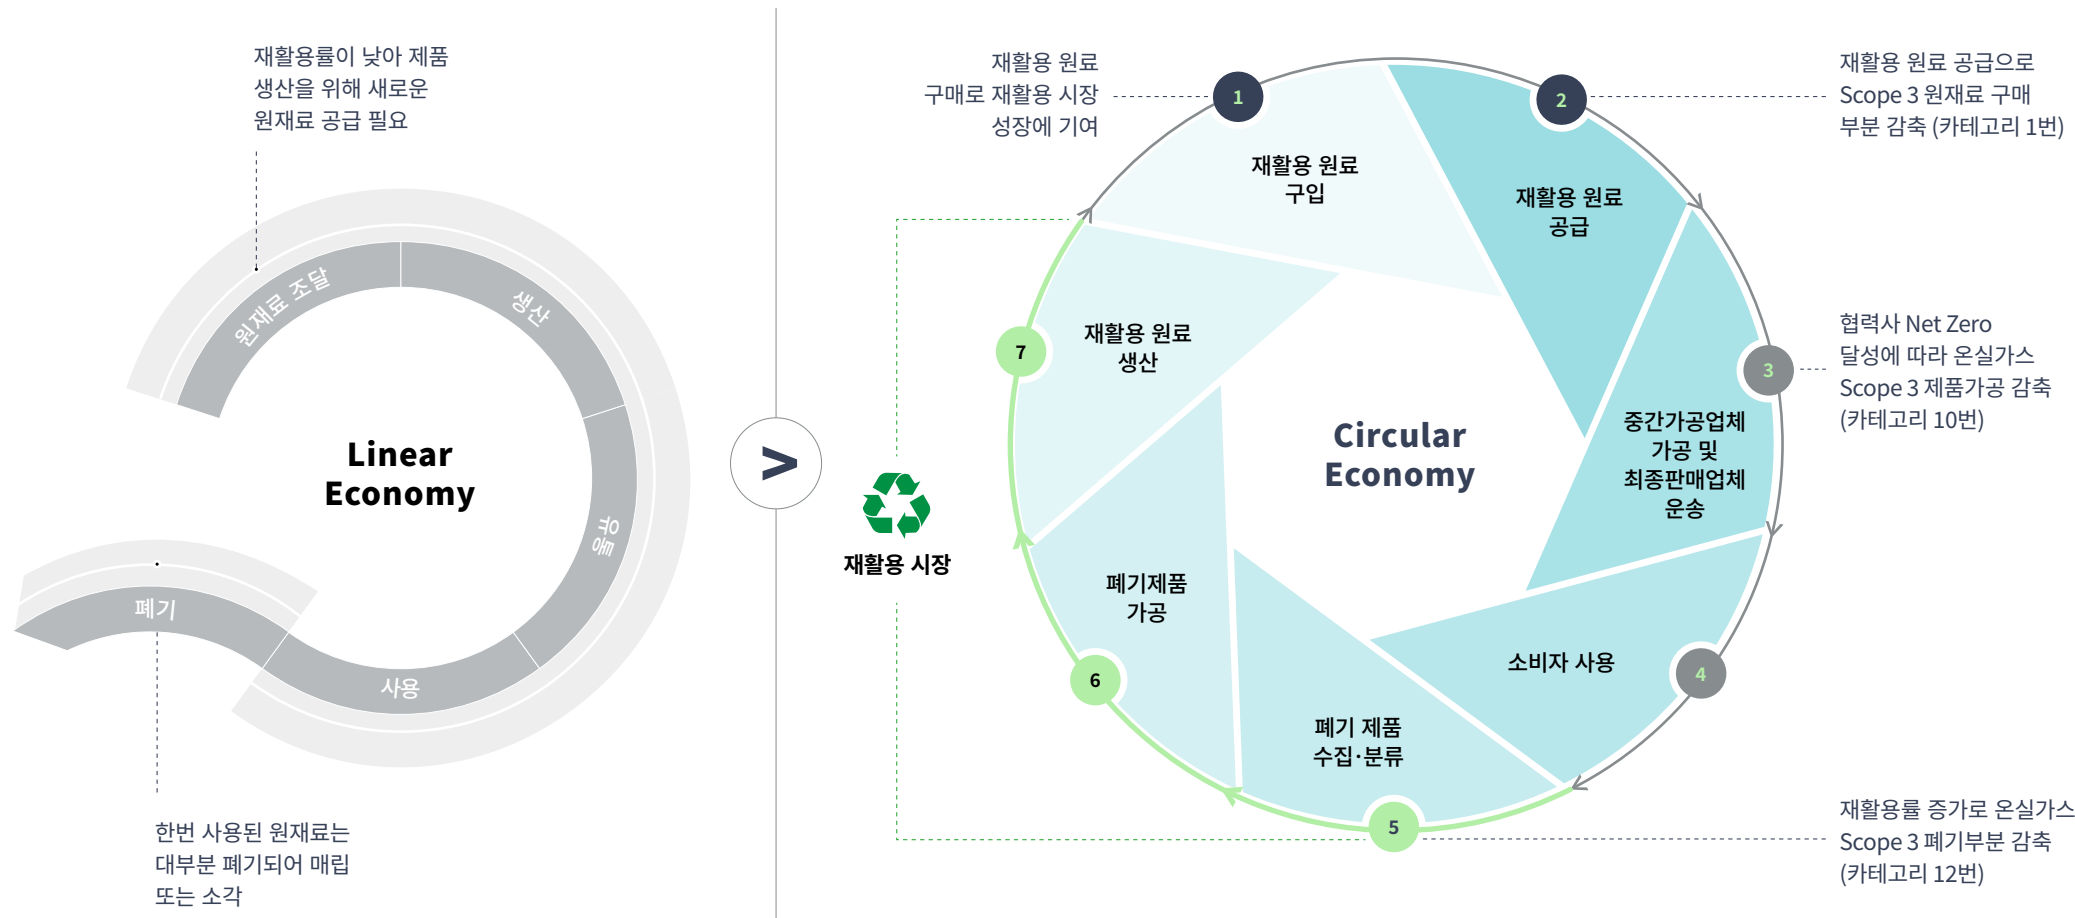 재활용률이 낮아 제품
생산을 위해 새로운
원재료 공급 필요
원재료 조달
생산
유통
사용
폐기
Linear
Economy
한번 사용된 원재료는
대부분 폐기되어 매립
또는 소각
>
재활용 원료
구매로 재활용 시장
성장에 기여
1
재활용 원료
구입
2
재활용 원료 공급으로
Scope 3 원재료 구매
부분 감축 (카테고리 1번)
재활용 원료
공급
3
협력사 Net Zero
달성에 따라 온실가스
Scope 3 제품가공 감축
(카테고리 10번)
중간가공업체
가공 및
최종판매업체
운송
4
소비자 사용
5
재활용률 증가로 온실가스
Scope 3 폐기부분 감축
(카테고리 12번)
폐기 제품
수집·분류
6
폐기제품
가공
7
재활용 원료
생산
Circular
Economy
재활용 시장